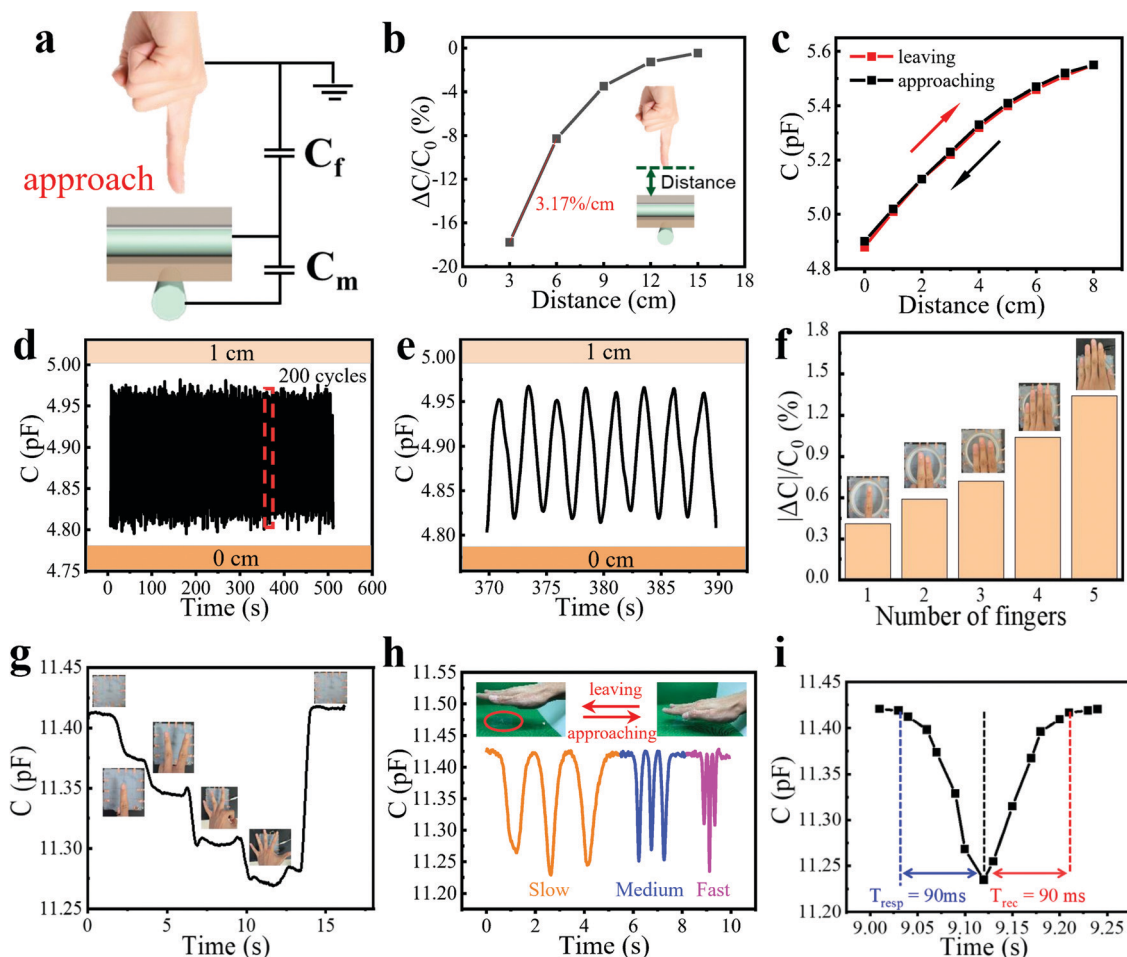 a
approach
C_f
C_m
b
0
-4
-8
-12
-16
-20
ΔC/C₀ (%)
3.17%/cm
Distance
0 3 6 9 12 15 18
Distance (cm)
c
5.6
5.4
5.2
5.0
4.8
C (pF)
leaving
approaching
0 2 4 6 8
Distance (cm)
d
1 cm
200 cycles
5.00
4.95
4.90
4.85
4.80
4.75
C (pF)
0 cm
0 100 200 300 400 500 600
Time (s)
e
1 cm
5.00
4.95
4.90
4.85
4.80
C (pF)
0 cm
370 375 380 385 390
Time (s)
f
1.8
1.5
1.2
0.9
0.6
0.3
0.0
|ΔC|/C₀ (%)
1 2 3 4 5
Number of fingers
g
11.45
11.40
11.35
11.30
11.25
C (pF)
0 5 10 15
Time (s)
h
11.55
11.50
11.45
11.40
11.35
11.30
11.25
11.20
C (pF)
leaving
approaching
Slow Medium Fast
0 2 4 6 8 10
Time (s)
i
11.45
11.40
11.35
11.30
11.25
11.20
C (pF)
T_resp = 90ms T_rec = 90 ms
9.00 9.05 9.10 9.15 9.20 9.25
Time (s)